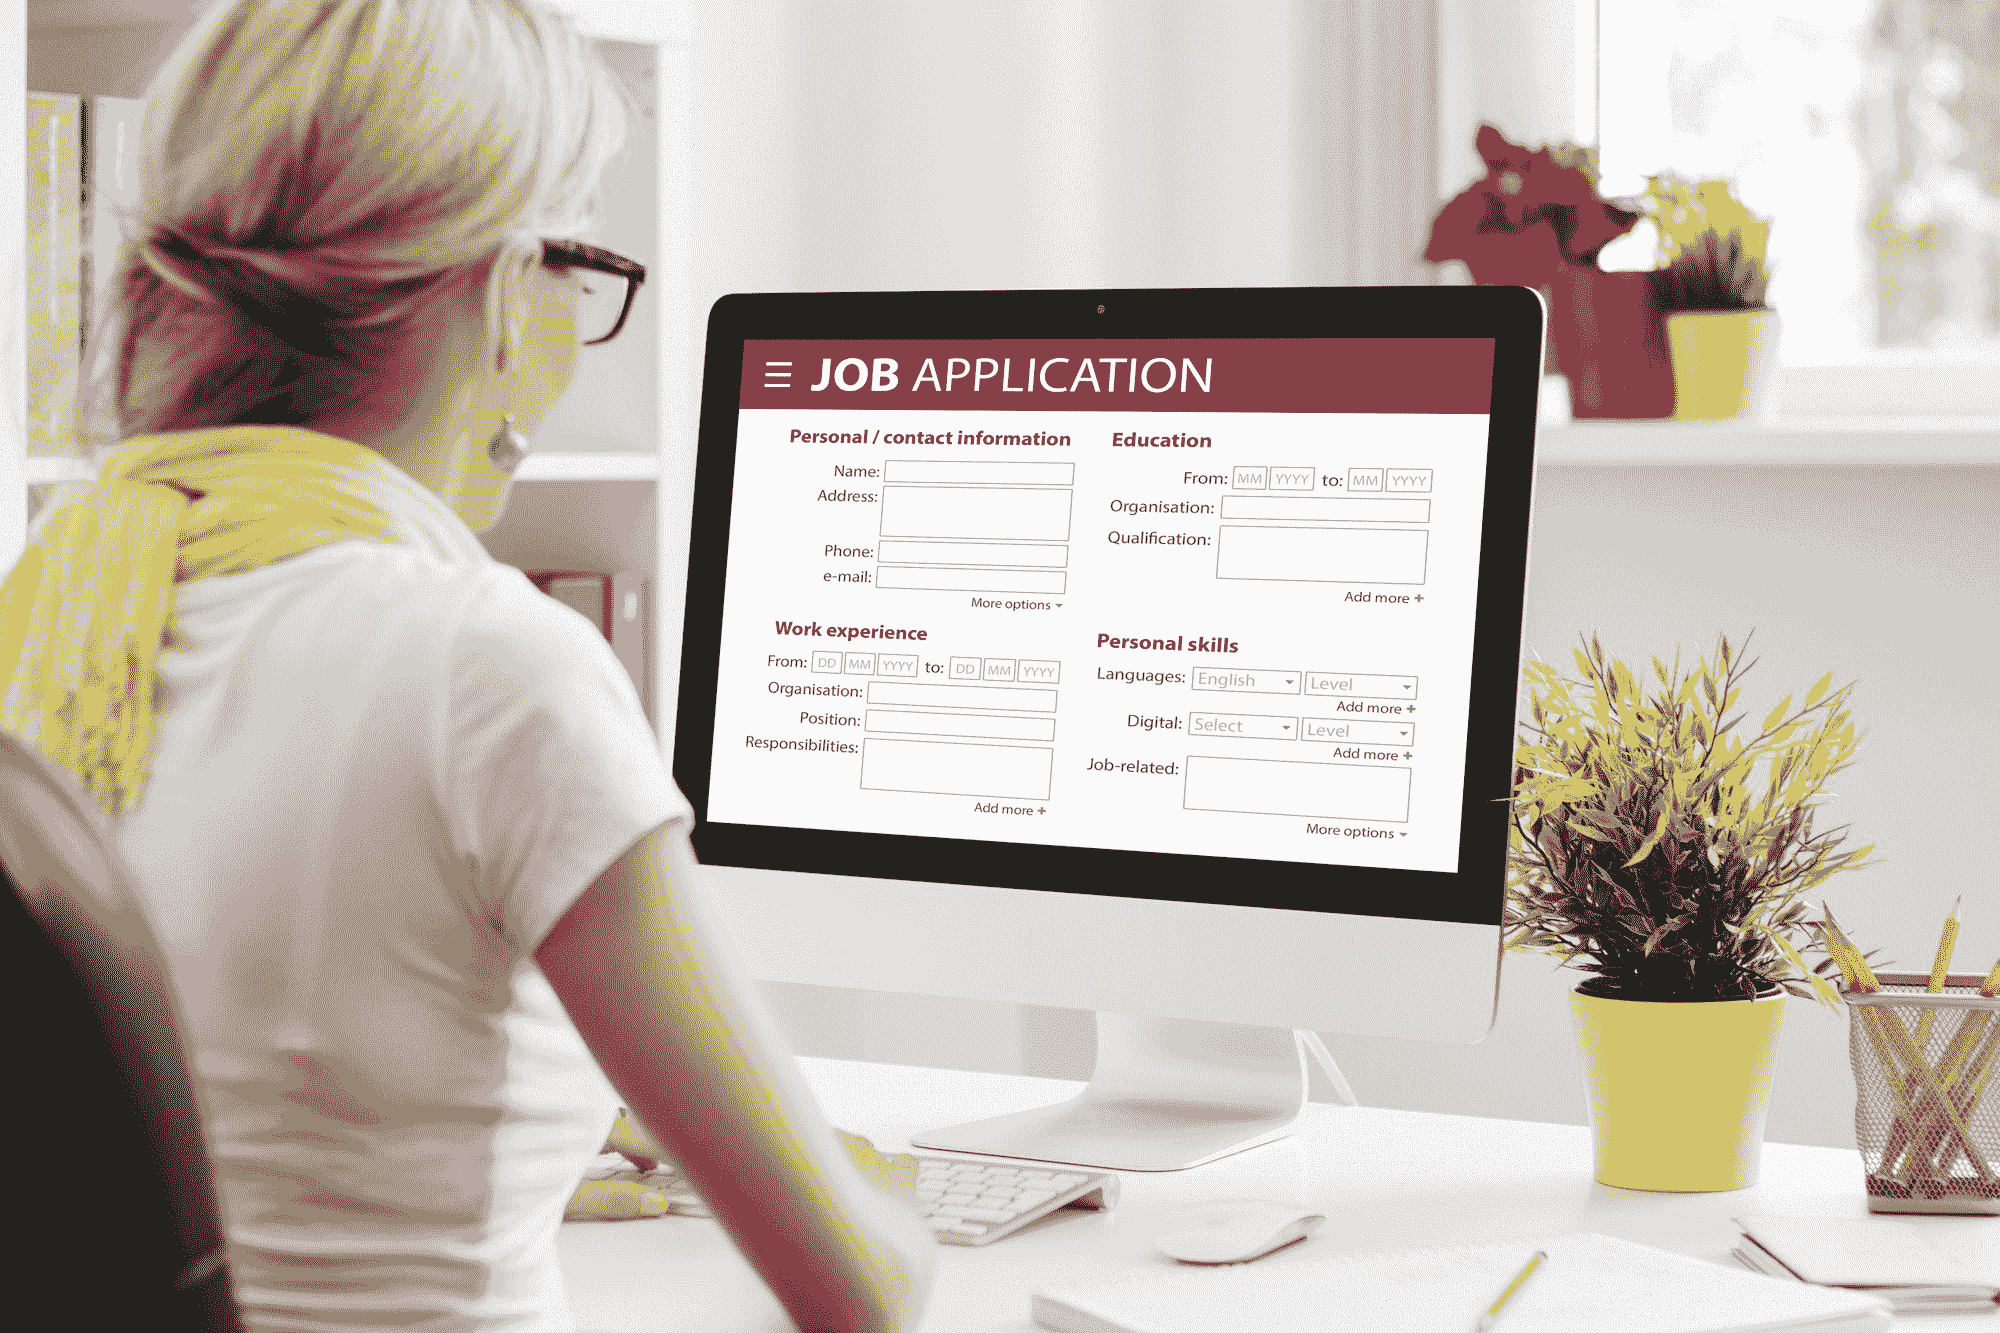 JOB APPLICATION
Personal / contact information
Name:
Address:
Phone:
e-mail:
More options
Work experience
From: DD MM YYYY to: DD MM YYYY
Organisation:
Position:
Responsibilities:
Add more +
Education
From: MM YYYY to: MM YYYY
Organisation:
Qualification:
Add more +
Personal skills
Languages: English Level
Add more +
Digital: Select Level
Add more +
Job-related:
More options